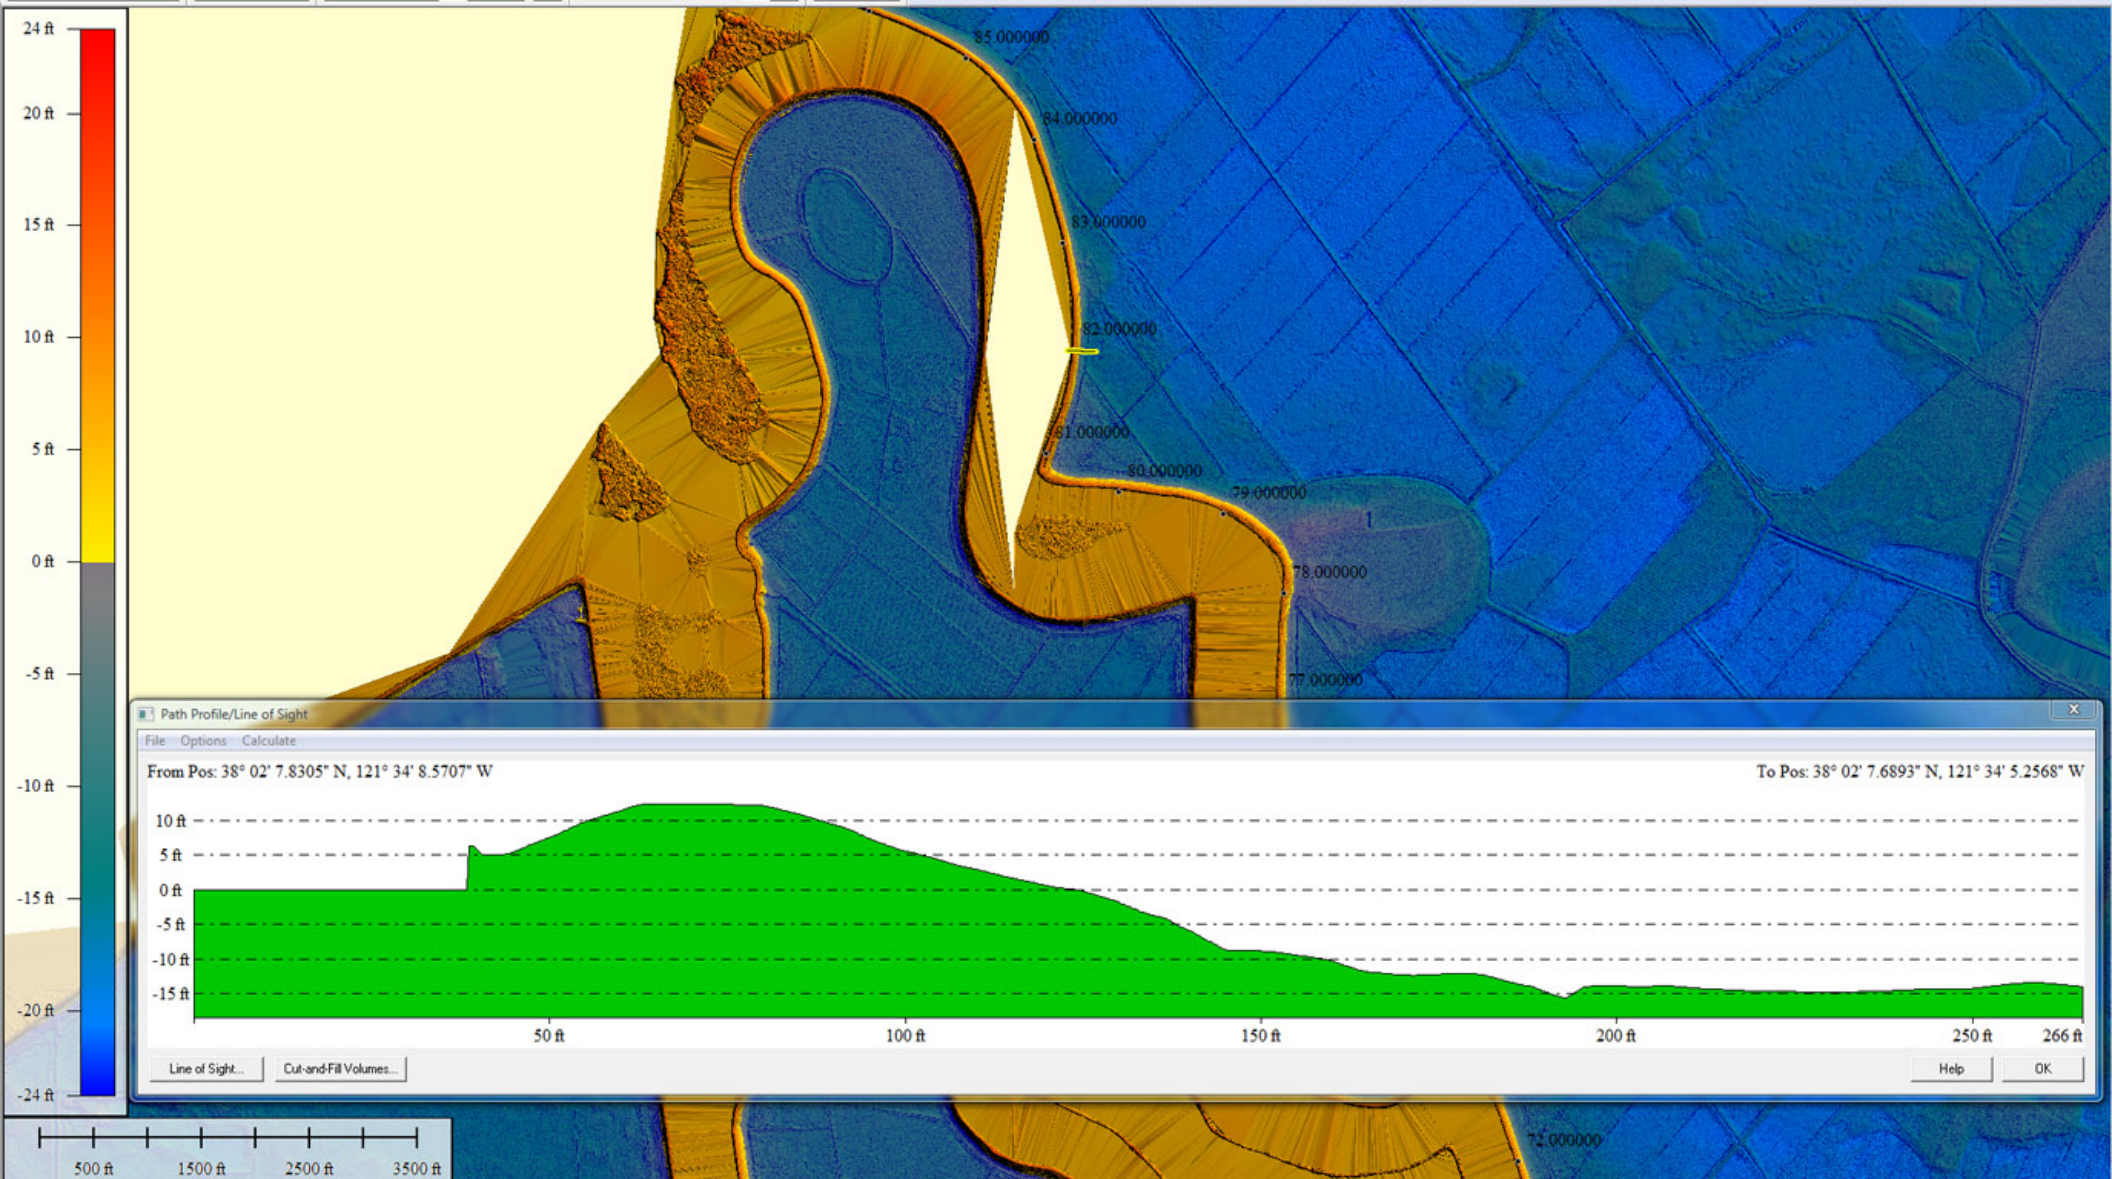 24 ft
20 ft
15 ft
10 ft
5 ft
0 ft
-5 ft
-10 ft
-15 ft
-20 ft
-24 ft
85.000000
84.000000
83.000000
82.000000
81.000000
80.000000
79.000000
1
78.000000
1
77.000000
Path Profile/Line of Sight
File Options Calculate
From Pos: 38° 02' 7.8305" N, 121° 34' 8.5707" W To Pos: 38° 02' 7.6893" N, 121° 34' 5.2568" W
10 ft
5 ft
0 ft
-5 ft
-10 ft
-15 ft
50 ft 100 ft 150 ft 200 ft 250 ft 266 ft
Line of Sight... Cut-and-Fill Volumes... Help OK
72.000000
500 ft 1500 ft 2500 ft 3500 ft